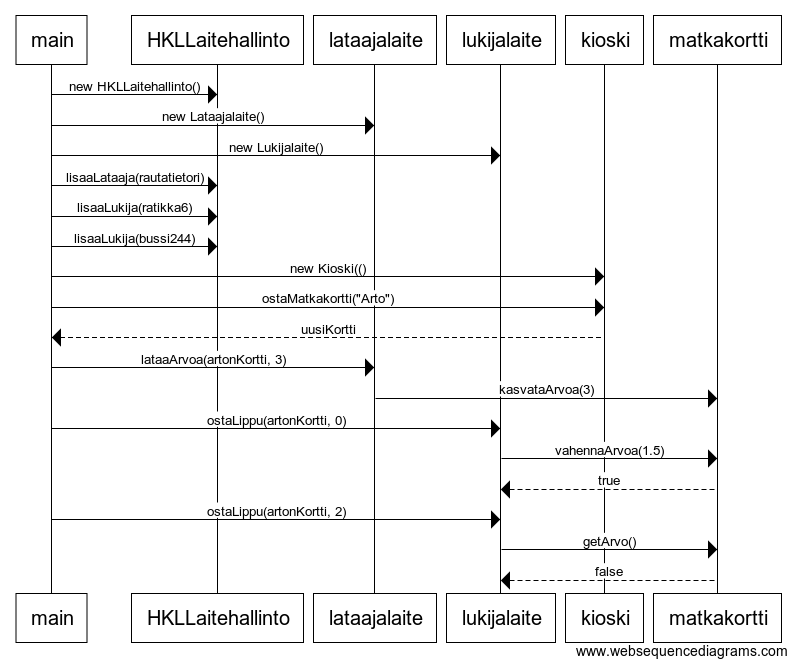 main HKLLaitehallinto lataajalaite lukijalaite kioski matkakortti
new HKLLaitehallinto()
new Lataajalaite()
new Lukijalaite()
lisaaLataaja(rautatietori)
lisaaLukija(ratikka6)
lisaaLukija(bussi244)
new Kioski(()
ostaMatkakortti("Arto")
uusiKortti
lataaArvoa(artonKortti, 3)
kasvataArvoa(3)
ostaLippu(artonKortti, 0)
vahennaArvoa(1.5)
true
ostaLippu(artonKortti, 2)
getArvo()
false
main HKLLaitehallinto lataajalaite lukijalaite kioski matkakortti
www.websequencediagrams.com